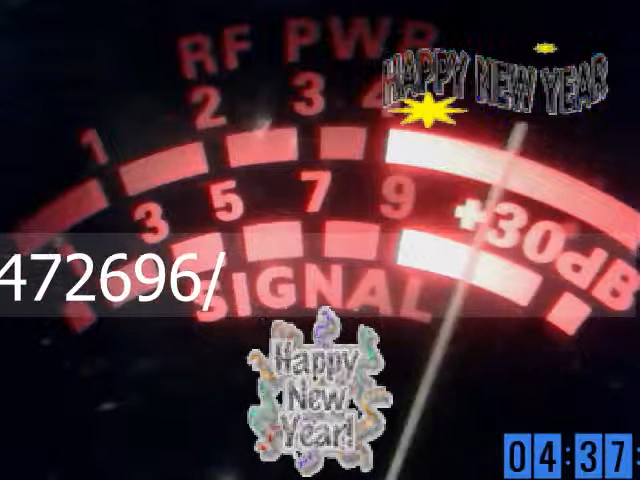 RF PWR
HAPPY NEW YEAR
1 2 3 4
1 3 5 7 9 +30dB
472696/
SIGNAL
Happy
New
Year!
04:37: